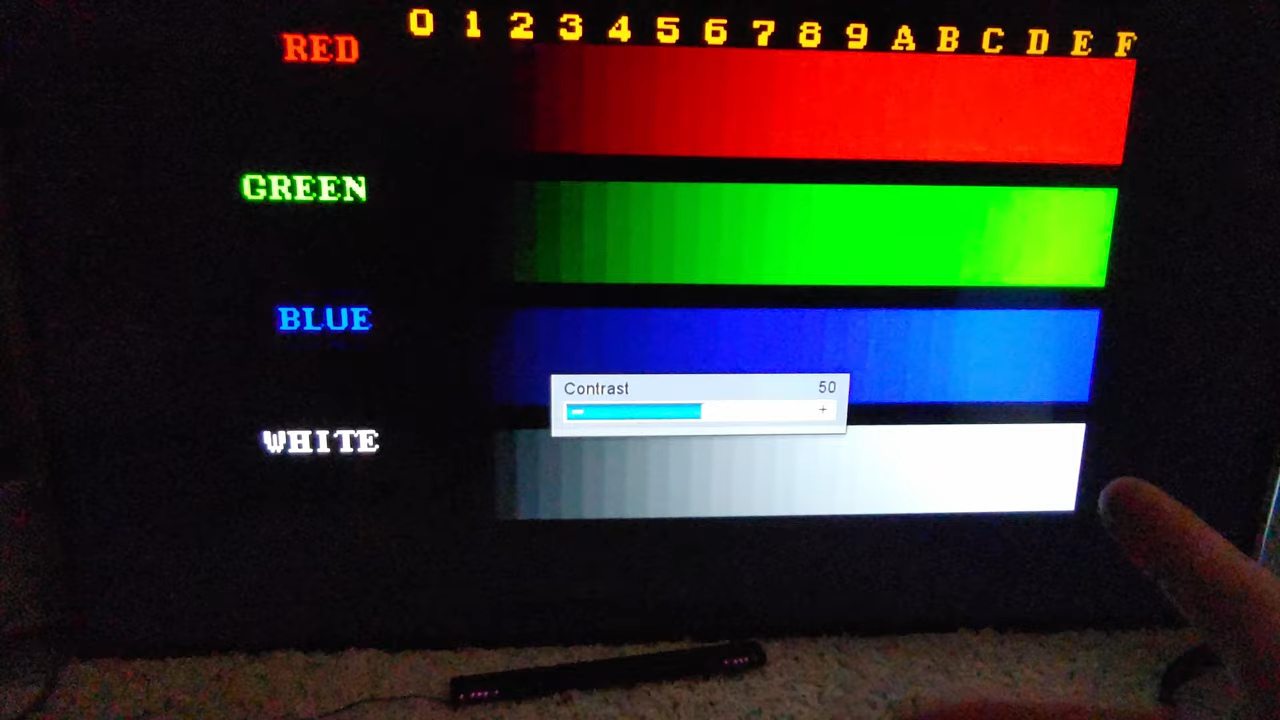 0 1 2 3 4 5 6 7 8 9 A B C D E F
RED
GREEN
BLUE
Contrast 50
- +
WHITE